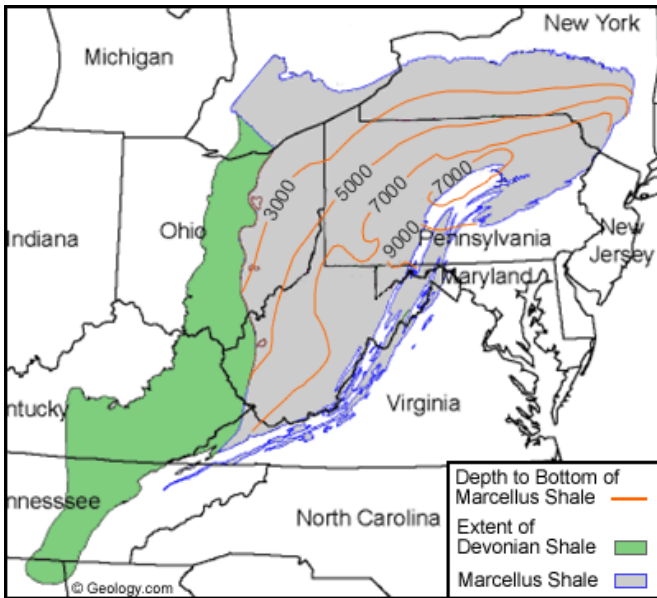 New York
Michigan
3000
5000
7000
7000
9000
Ohio
Indiana
Pennsylvania
New
Jersey
Maryland
ntucky
Virginia
nnesssee
North Carolina
© Geology.com
Depth to Bottom of
Marcellus Shale
Extent of
Devonian Shale
Marcellus Shale